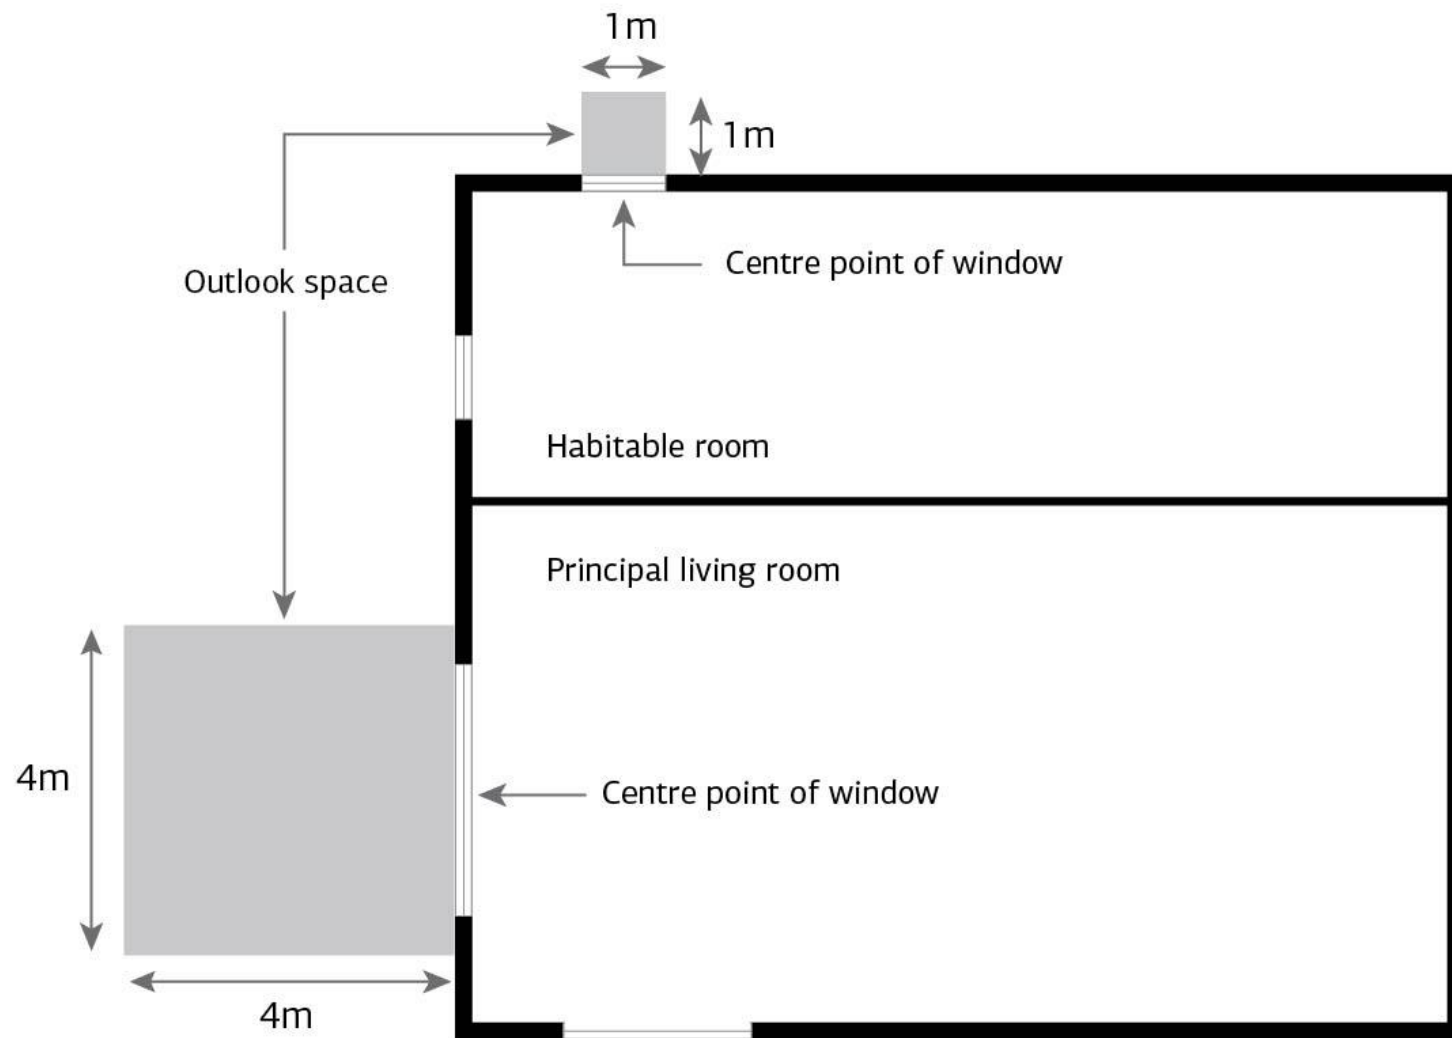 1m
1m
Centre point of window
Outlook space
Habitable room
Principal living room
4m
Centre point of window
4m